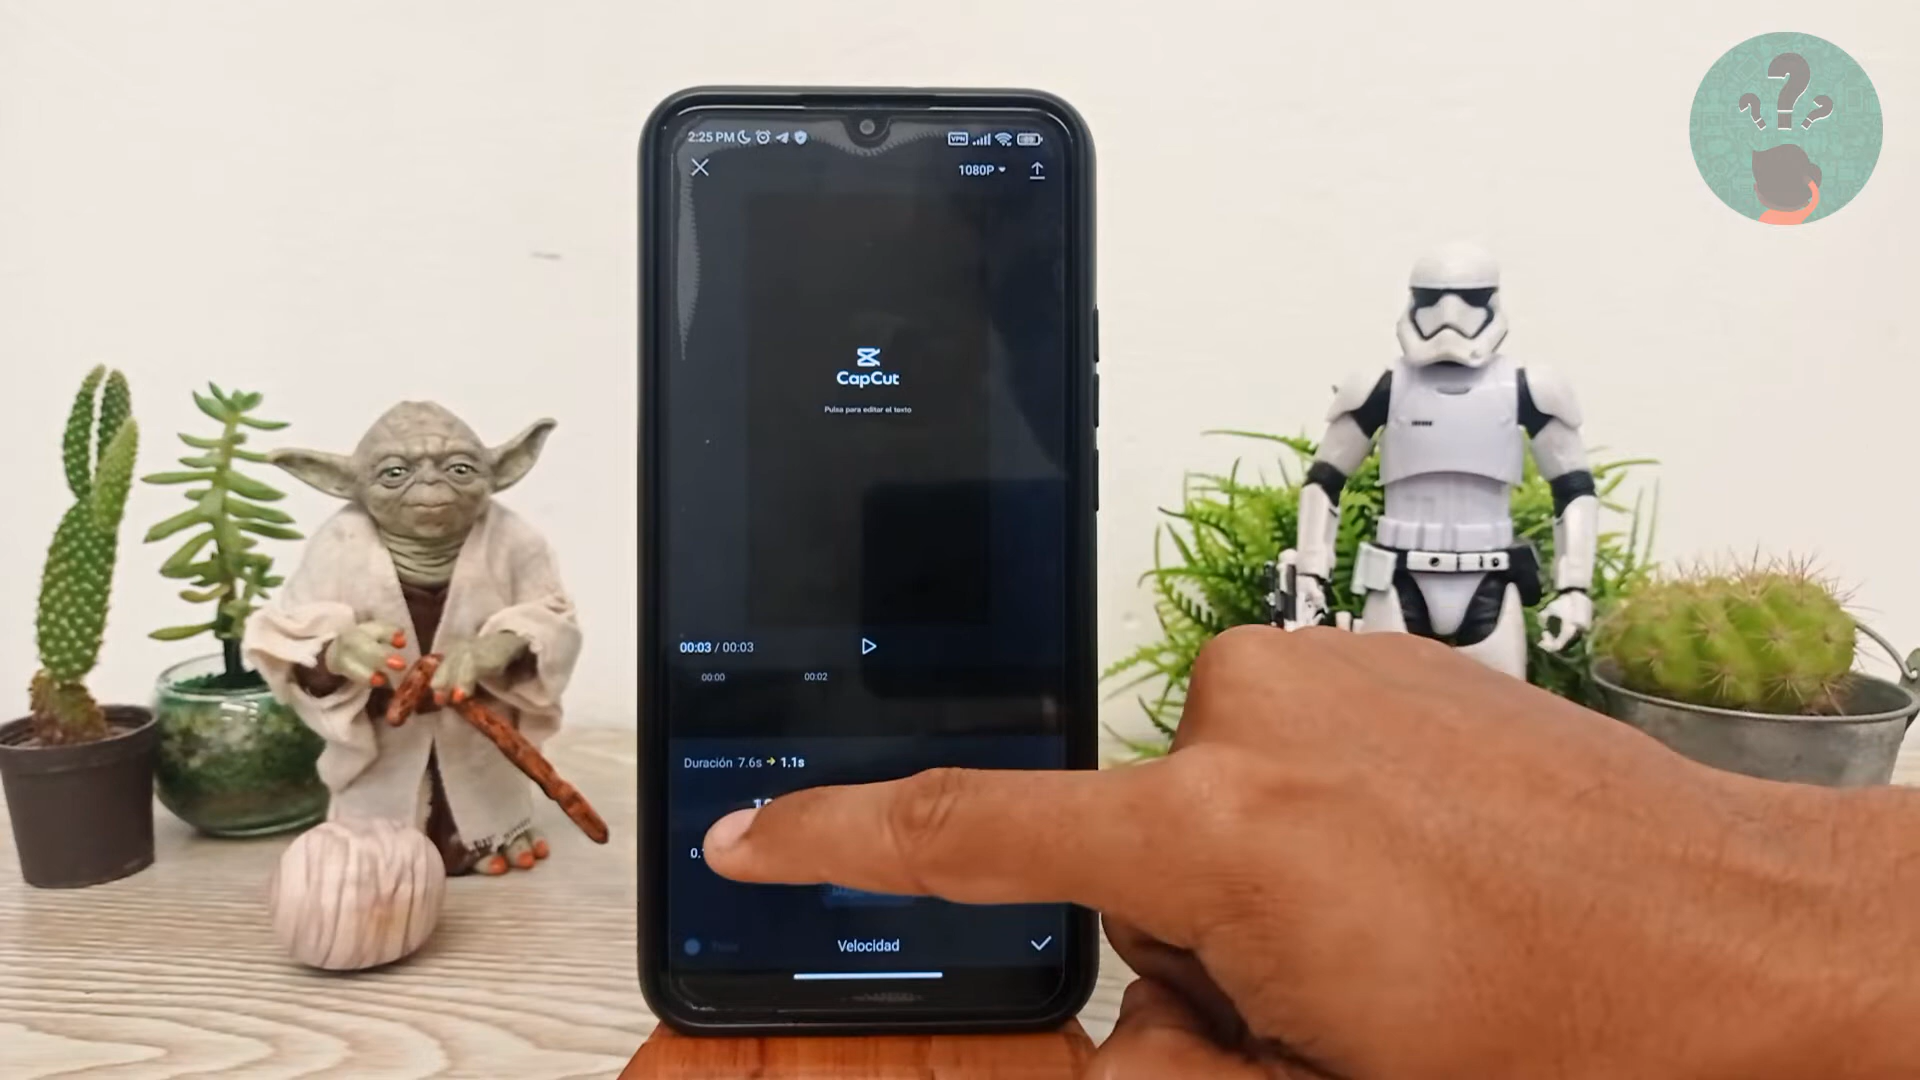 2:25 PM
VPN
1080P
CapCut
Pulsa para editar el texto
00:03 / 00:03
00:00
00:02
Duración 7.6s → 1.1s
Velocidad